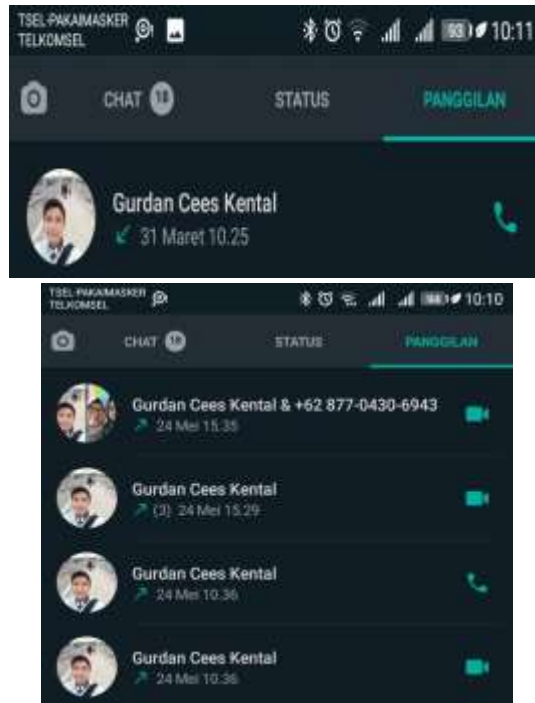 TSEL-PAKAIMASKER
TELKOMSEL
93 10:11
CHAT 18 STATUS PANGGILAN
Gurdan Cees Kental
31 Maret 10.25
TSEL-PAKAIMASKER
TELKOMSEL
10:10
CHAT STATUS PANGGILAN
Gurdan Cees Kental & +62 877-0430-6943
24 Mei 15.35
Gurdan Cees Kental
(3) 24 Mei 15.29
Gurdan Cees Kental
24 Mei 10.36
Gurdan Cees Kental
24 Mei 10.36